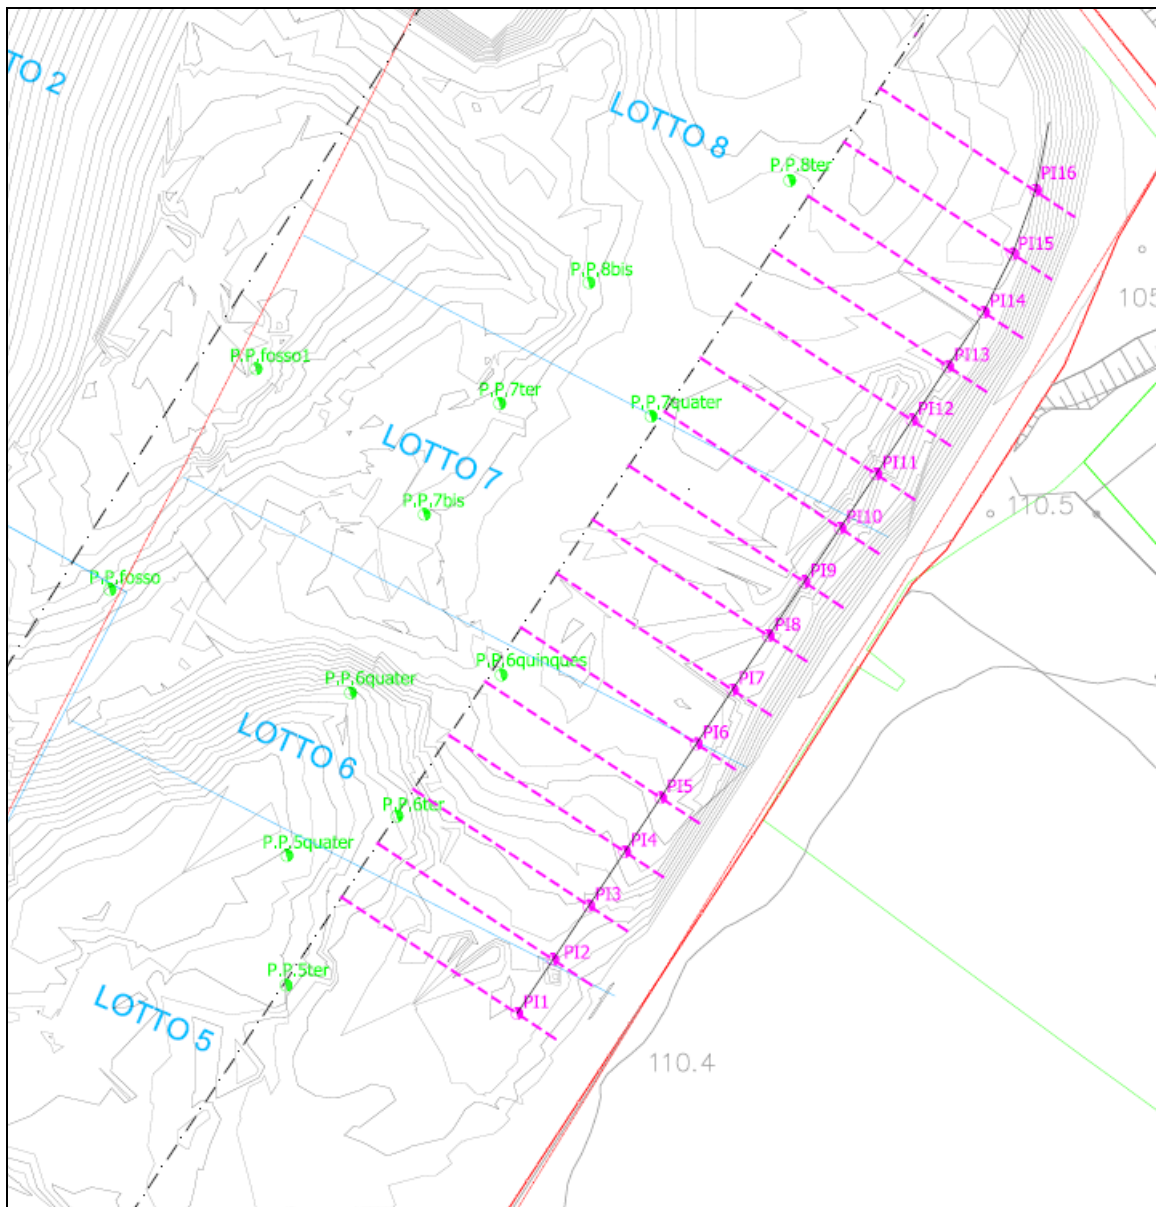 TO 2
LOTTO 8
P.P.8ter
PI16
PI15
P.P.8bis
105
PI14
P.P.fosso1
PI13
P.P.7ter
P.P.7quater
PI12
LOTTO 7
PI11
P.P.7bis
110.5
PI10
P.P.fosso
PI9
PI8
P.P.6quinques
P.P.6quater
PI7
LOTTO 6
PI6
PI5
P.P.6ter
P.P.5quater
PI4
PI3
PI2
P.P.5ter
LOTTO 5
PI1
110.4